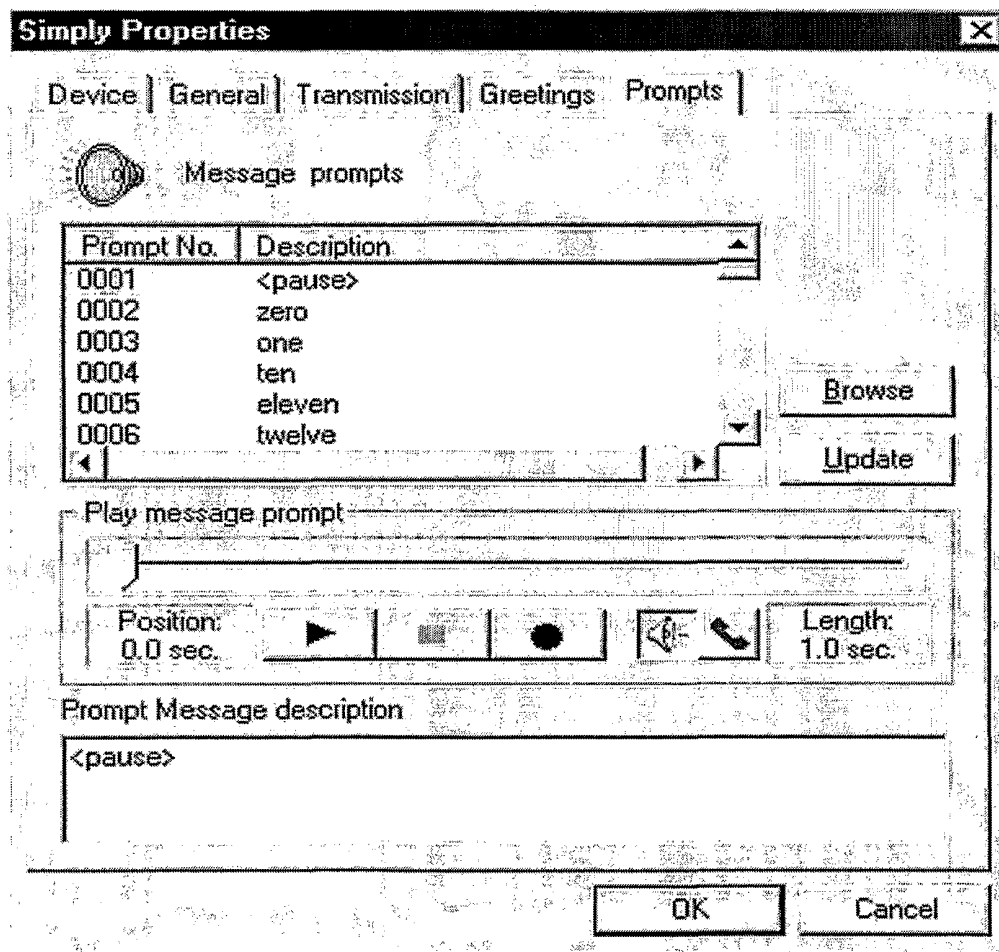 Simply Properties
Device General Transmission Greetings Prompts
Message prompts
Prompt No. Description
0001 <pause>
0002 zero
0003 one
0004 ten
0005 eleven
0006 twelve
Browse
Update
Play message prompt
Position:
0.0 sec.
Length:
1.0 sec.
Prompt Message description
<pause>
OK Cancel